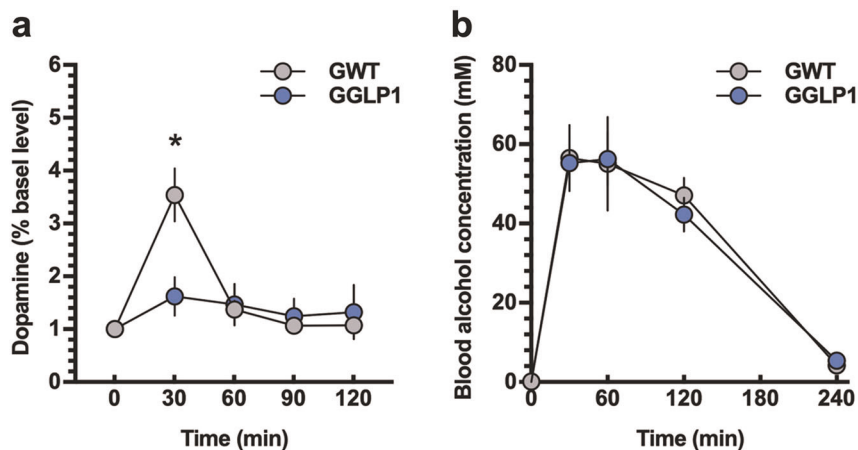 a
6
5
4
3
2
1
0
Dopamine (% basel level)
GWT
GGLP1
*
0 30 60 90 120
Time (min)
b
80
60
40
20
0
Blood alcohol concentration (mM)
GWT
GGLP1
0 60 120 180 240
Time (min)